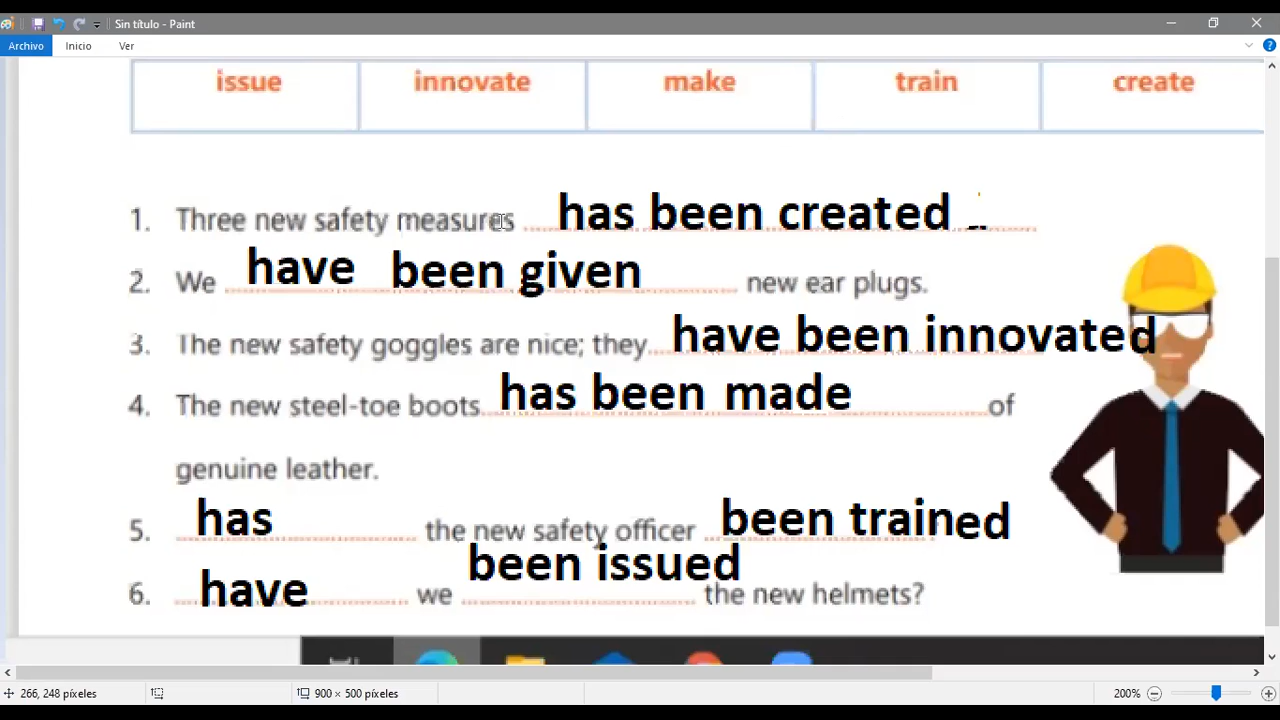 Sin título - Paint
Archivo Inicio Ver
issue innovate make train create
1. Three new safety measures has been created
2. We have been given new ear plugs.
3. The new safety goggles are nice; they have been innovated
4. The new steel-toe boots has been made of
genuine leather.
5. has the new safety officer been trained
6. have we been issued the new helmets?
266, 248 píxeles 900 × 500 píxeles 200%